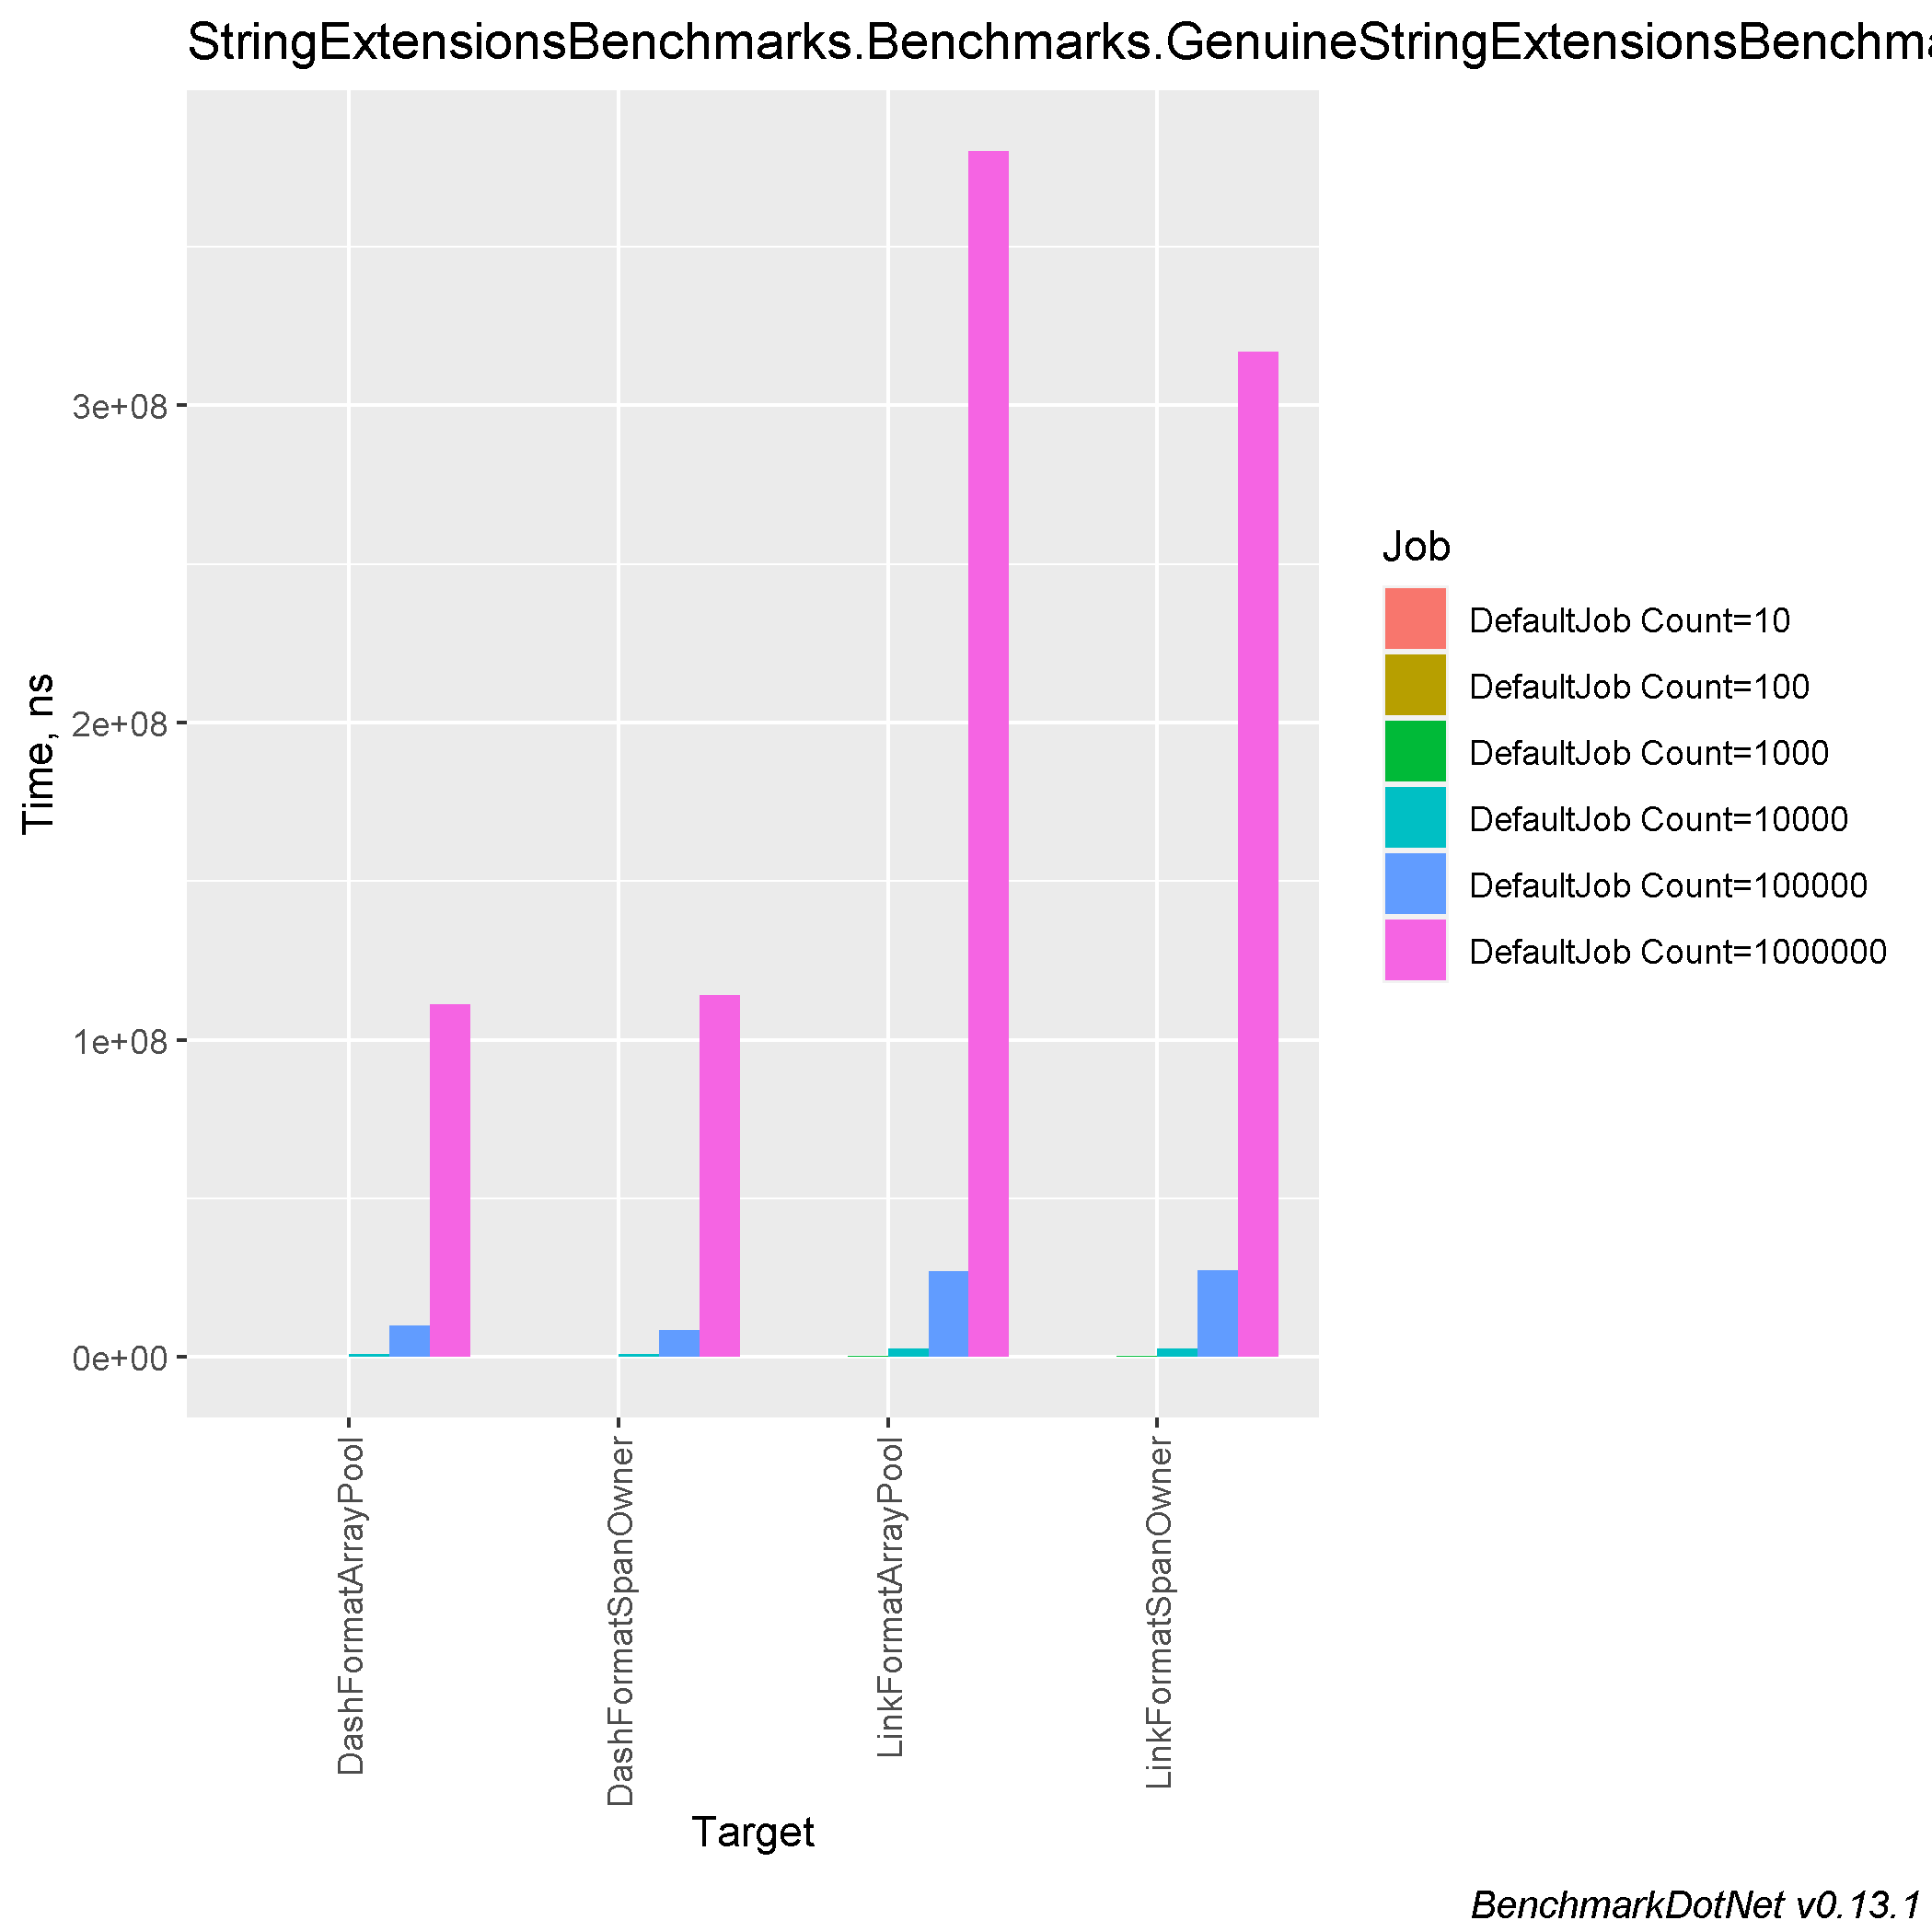 StringExtensionsBenchmarks.Benchmarks.GenuineStringExtensionsBenchma
Time, ns
3e+08
2e+08
1e+08
0e+00
DashFormatArrayPool
DashFormatSpanOwner
LinkFormatArrayPool
LinkFormatSpanOwner
Target
Job
DefaultJob Count=10
DefaultJob Count=100
DefaultJob Count=1000
DefaultJob Count=10000
DefaultJob Count=100000
DefaultJob Count=1000000
BenchmarkDotNet v0.13.1